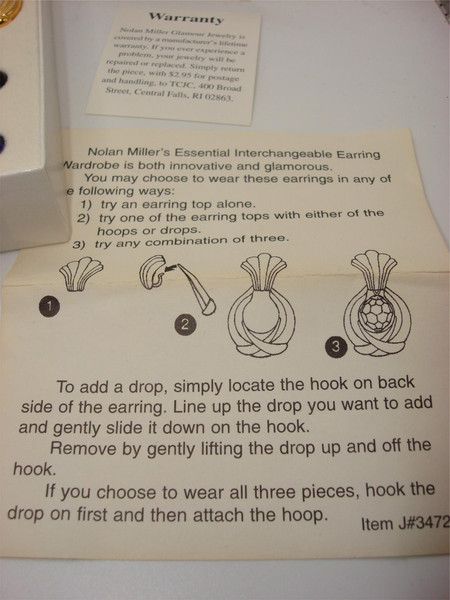 Warranty
Nolan Miller Glamour Jewelry is
covered by a manufacturer's lifetime
warranty. If you ever experience a
problem, your jewelry will be
repaired or replaced. Simply return
the piece, with $2.95 for postage
and handling, to TCJC, 400 Broad
Street, Central Falls, RI 02863.
Nolan Miller's Essential Interchangeable Earring
Wardrobe is both innovative and glamorous.
You may choose to wear these earrings in any of
e following ways:
1) try an earring top alone.
2) try one of the earring tops with either of the
hoops or drops.
3) try any combination of three.
1
2
3
To add a drop, simply locate the hook on back
side of the earring. Line up the drop you want to add
and gently slide it down on the hook.
Remove by gently lifting the drop up and off the
hook.
If you choose to wear all three pieces, hook the
drop on first and then attach the hoop.
Item J#3472